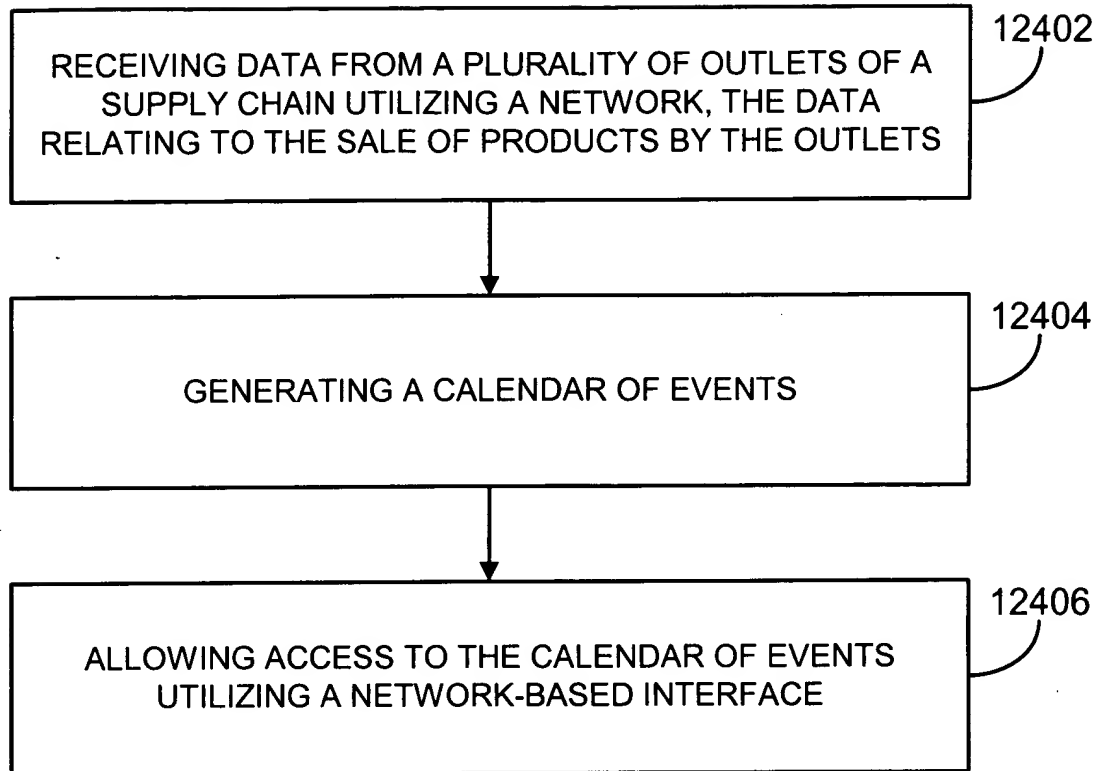 12402
RECEIVING DATA FROM A PLURALITY OF OUTLETS OF A
SUPPLY CHAIN UTILIZING A NETWORK, THE DATA
RELATING TO THE SALE OF PRODUCTS BY THE OUTLETS
12404
GENERATING A CALENDAR OF EVENTS
12406
ALLOWING ACCESS TO THE CALENDAR OF EVENTS
UTILIZING A NETWORK-BASED INTERFACE